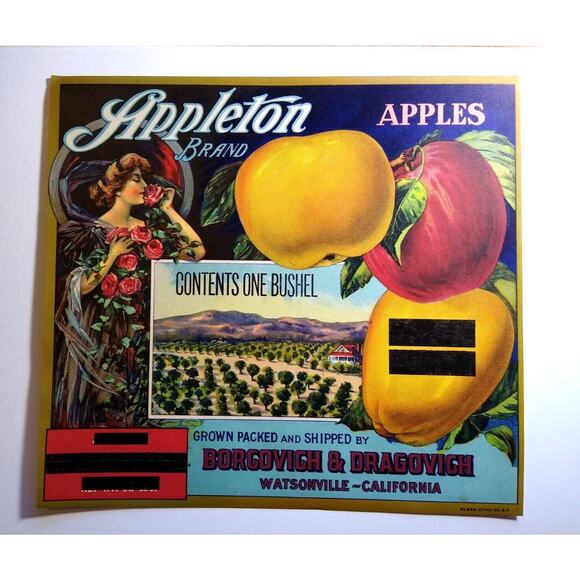 Appleton
BRAND
APPLES
CONTENTS ONE BUSHEL
GROWN PACKED AND SHIPPED BY
BORGOVICH & DRAGOVICH
WATSONVILLE ~ CALIFORNIA